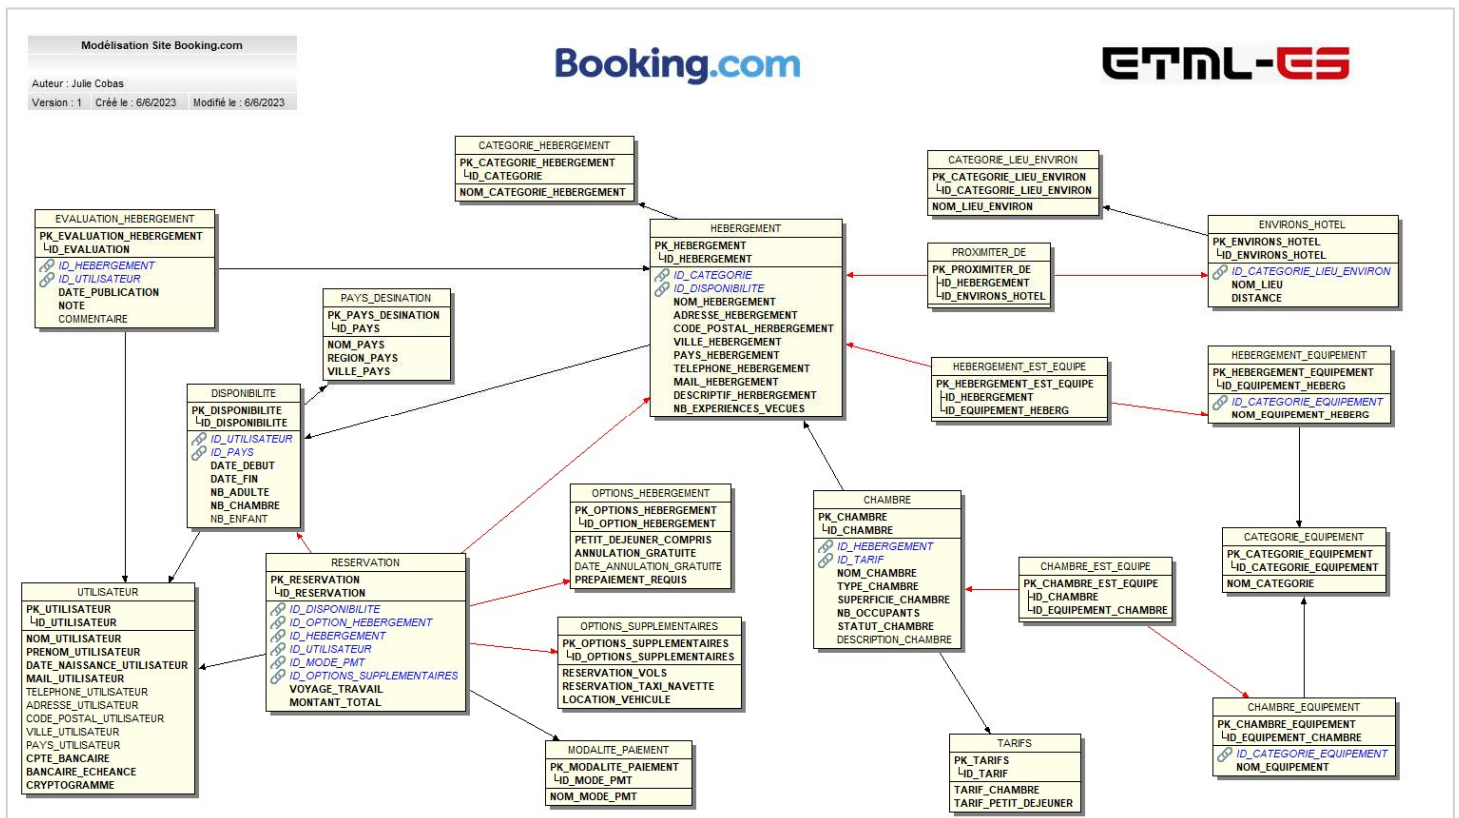 Modélisation Site Booking.com
Auteur : Julie Cobas
Version : 1 Créé le : 6/6/2023 Modifié le : 6/6/2023
Booking.com
ETML-ES
CATEGORIE_HEBERGEMENT
PK_CATEGORIE_HEBERGEMENT
ID_CATEGORIE
NOM_CATEGORIE_HEBERGEMENT
CATEGORIE_LIEU_ENVIRON
PK_CATEGORIE_LIEU_ENVIRON
ID_CATEGORIE_LIEU_ENVIRON
NOM_LIEU_ENVIRON
EVALUATION_HEBERGEMENT
PK_EVALUATION_HEBERGEMENT
ID_EVALUATION
ID_HEBERGEMENT
ID_UTILISATEUR
DATE_PUBLICATION
NOTE
COMMENTAIRE
HEBERGEMENT
PK_HEBERGEMENT
ID_HEBERGEMENT
ID_CATEGORIE
ID_DISPONIBILITE
NOM_HEBERGEMENT
ADRESSE_HEBERGEMENT
CODE_POSTAL_HERBERGEMENT
VILLE_HEBERGEMENT
PAYS_HEBERGEMENT
TELEPHONE_HEBERGEMENT
MAIL_HEBERGEMENT
DESCRIPTIF_HERBERGEMENT
NB_EXPERIENCES_VECUES
ENVIRONS_HOTEL
PK_ENVIRONS_HOTEL
ID_ENVIRONS_HOTEL
ID_CATEGORIE_LIEU_ENVIRON
NOM_LIEU
DISTANCE
PROXIMITER_DE
PK_PROXIMITER_DE
ID_HEBERGEMENT
ID_ENVIRONS_HOTEL
PAYS_DESINATION
PK_PAYS_DESINATION
ID_PAYS
NOM_PAYS
REGION_PAYS
VILLE_PAYS
HEBERGEMENT_EST_EQUIPE
PK_HEBERGEMENT_EST_EQUIPE
ID_HEBERGEMENT
ID_EQUIPEMENT_HEBERG
HEBERGEMENT_EQUIPEMENT
PK_HEBERGEMENT_EQUIPEMENT
ID_EQUIPEMENT_HEBERG
ID_CATEGORIE_EQUIPEMENT
NOM_EQUIPEMENT_HEBERG
DISPONIBILITE
PK_DISPONIBILITE
ID_DISPONIBILITE
ID_UTILISATEUR
ID_PAYS
DATE_DEBUT
DATE_FIN
NB_ADULTE
NB_CHAMBRE
NB_ENFANT
OPTIONS_HEBERGEMENT
PK_OPTIONS_HEBERGEMENT
ID_OPTION_HEBERGEMENT
PETIT_DEJEUNER_COMPRIS
ANNULATION_GRATUITE
DATE_ANNULATION_GRATUITE
PREPAIEMENT_REQUIS
CHAMBRE
PK_CHAMBRE
ID_CHAMBRE
ID_HEBERGEMENT
ID_TARIF
NOM_CHAMBRE
TYPE_CHAMBRE
SUPERFICIE_CHAMBRE
NB_OCCUPANTS
STATUT_CHAMBRE
DESCRIPTION_CHAMBRE
CATEGORIE_EQUIPEMENT
PK_CATEGORIE_EQUIPEMENT
ID_CATEGORIE_EQUIPEMENT
NOM_CATEGORIE
RESERVATION
PK_RESERVATION
ID_RESERVATION
ID_DISPONIBILITE
ID_OPTION_HEBERGEMENT
ID_HEBERGEMENT
ID_UTILISATEUR
ID_MODE_PMT
ID_OPTIONS_SUPPLEMENTAIRES
VOYAGE_TRAVAIL
MONTANT_TOTAL
CHAMBRE_EST_EQUIPE
PK_CHAMBRE_EST_EQUIPE
ID_CHAMBRE
ID_EQUIPEMENT_CHAMBRE
UTILISATEUR
PK_UTILISATEUR
ID_UTILISATEUR
NOM_UTILISATEUR
PRENOM_UTILISATEUR
DATE_NAISSANCE_UTILISATEUR
MAIL_UTILISATEUR
TELEPHONE_UTILISATEUR
ADRESSE_UTILISATEUR
CODE_POSTAL_UTILISATEUR
VILLE_UTILISATEUR
PAYS_UTILISATEUR
CPTE_BANCAIRE
BANCAIRE_ECHEANCE
CRYPTOGRAMME
OPTIONS_SUPPLEMENTAIRES
PK_OPTIONS_SUPPLEMENTAIRES
ID_OPTIONS_SUPPLEMENTAIRES
RESERVATION_VOLS
RESERVATION_TAXI_NAVETTE
LOCATION_VEHICULE
CHAMBRE_EQUIPEMENT
PK_CHAMBRE_EQUIPEMENT
ID_EQUIPEMENT_CHAMBRE
ID_CATEGORIE_EQUIPEMENT
NOM_EQUIPEMENT
MODALITE_PAIEMENT
PK_MODALITE_PAIEMENT
ID_MODE_PMT
NOM_MODE_PMT
TARIFS
PK_TARIFS
ID_TARIF
TARIF_CHAMBRE
TARIF_PETIT_DEJEUNER